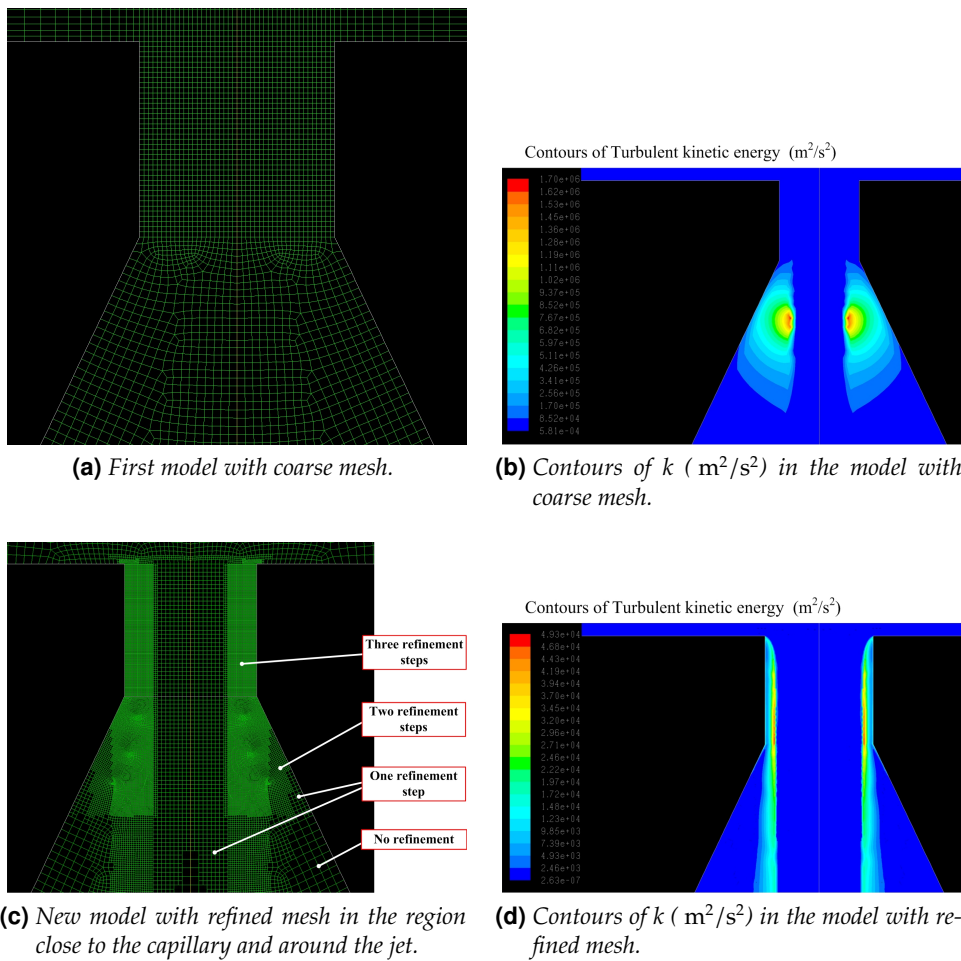 Contours of Turbulent kinetic energy (m²/s²)
1.70e+06
1.62e+06
1.53e+06
1.45e+06
1.36e+06
1.28e+06
1.19e+06
1.11e+06
1.02e+06
9.37e+05
8.52e+05
7.67e+05
6.82e+05
5.97e+05
5.11e+05
4.26e+05
3.41e+05
2.56e+05
1.70e+05
8.52e+04
5.81e-04
(a) First model with coarse mesh.
(b) Contours of k ( m²/s²) in the model with
coarse mesh.
Three refinement
steps
Two refinement
steps
One refinement
step
No refinement
Contours of Turbulent kinetic energy (m²/s²)
4.93e+04
4.68e+04
4.43e+04
4.19e+04
3.94e+04
3.70e+04
3.45e+04
3.20e+04
2.96e+04
2.71e+04
2.46e+04
2.22e+04
1.97e+04
1.72e+04
1.48e+04
1.23e+04
9.85e+03
7.39e+03
4.93e+03
2.46e+03
2.63e-07
(c) New model with refined mesh in the region
close to the capillary and around the jet.
(d) Contours of k ( m²/s²) in the model with re-
fined mesh.